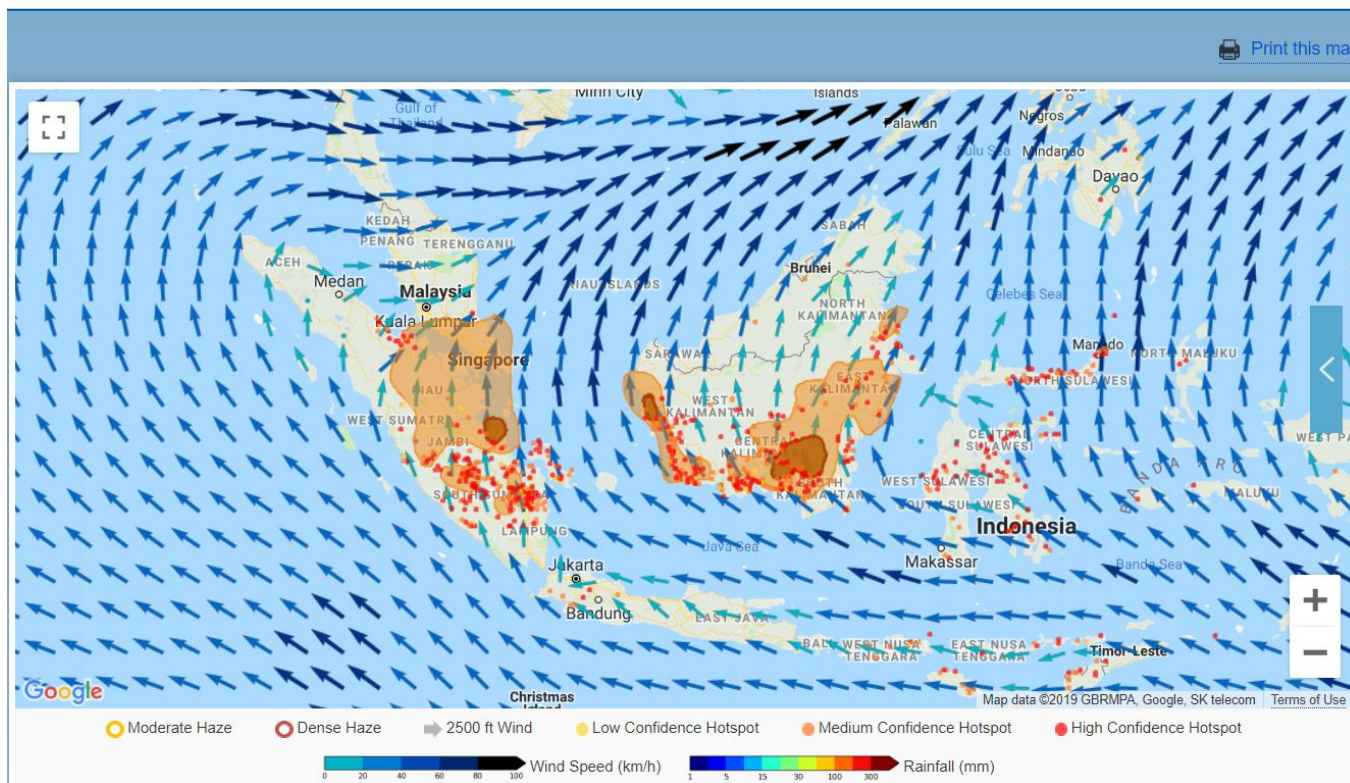 Print this ma
Minh City
Islands
Gulf of
Thailand
Palawan
Negros
Sulu Sea
Mindanao
Davao
KEDAH
PENANG
TERENGGANU
PERAK
ACEH
Medan
Malaysia
Kuala Lumpur
RIAU ISLANDS
SABAH
Brunei
NORTH
KALIMANTAN
Celebes Sea
Singapore
SARAWAK
Manado
NORTH MALUKU
NORTH SULAWESI
RIAU
WEST
KALIMANTAN
EAST
KALIMANTAN
WEST SUMATRA
JAMBI
CENTRAL
KALIMANTAN
CENTRAL
SULAWESI
WEST PA
BANDA ARC
SOUTH SUMATRA
SOUTH
KALIMANTAN
WEST SULAWESI
SOUTH SULAWESI
MALUKU
LAMPUNG
Indonesia
Java Sea
Makassar
Banda Sea
Jakarta
Bandung
EAST JAVA
BALI
WEST NUSA
TENGGARA
EAST NUSA
TENGGARA
Timor-Leste
Christmas
Island
Google
Map data ©2019 GBRMPA, Google, SK telecom
Terms of Use
Moderate Haze
Dense Haze
2500 ft Wind
Low Confidence Hotspot
Medium Confidence Hotspot
High Confidence Hotspot
Wind Speed (km/h)
0 20 40 60 80 100
Rainfall (mm)
1 5 15 30 100 300